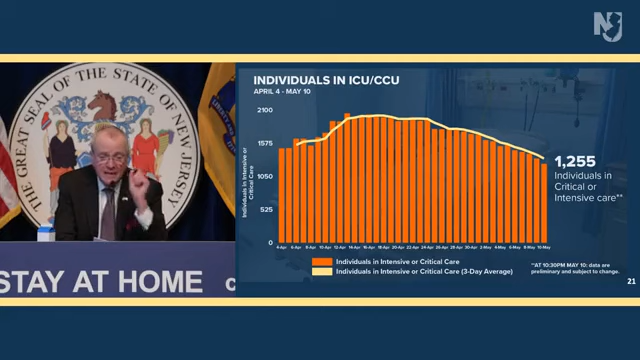 NJ
INDIVIDUALS IN ICU/CCU
APRIL 4 - MAY 10
THE GREAT SEAL OF THE STATE OF NEW JERSEY
Individuals in Intensive or
Critical Care
2100
1575
1050
525
0
4-Apr 6-Apr 8-Apr 10-Apr 12-Apr 14-Apr 16-Apr 18-Apr 20-Apr 22-Apr 24-Apr 26-Apr 28-Apr 30-Apr 2-May 4-May 6-May 8-May 10-May
1,255
Individuals in
Critical or
Intensive care**
Individuals in Intensive or Critical Care
Individuals in Intensive or Critical Care (3-Day Average)
**AT 10:30PM MAY 10: data are
preliminary and subject to change.
21
STAY AT HOME